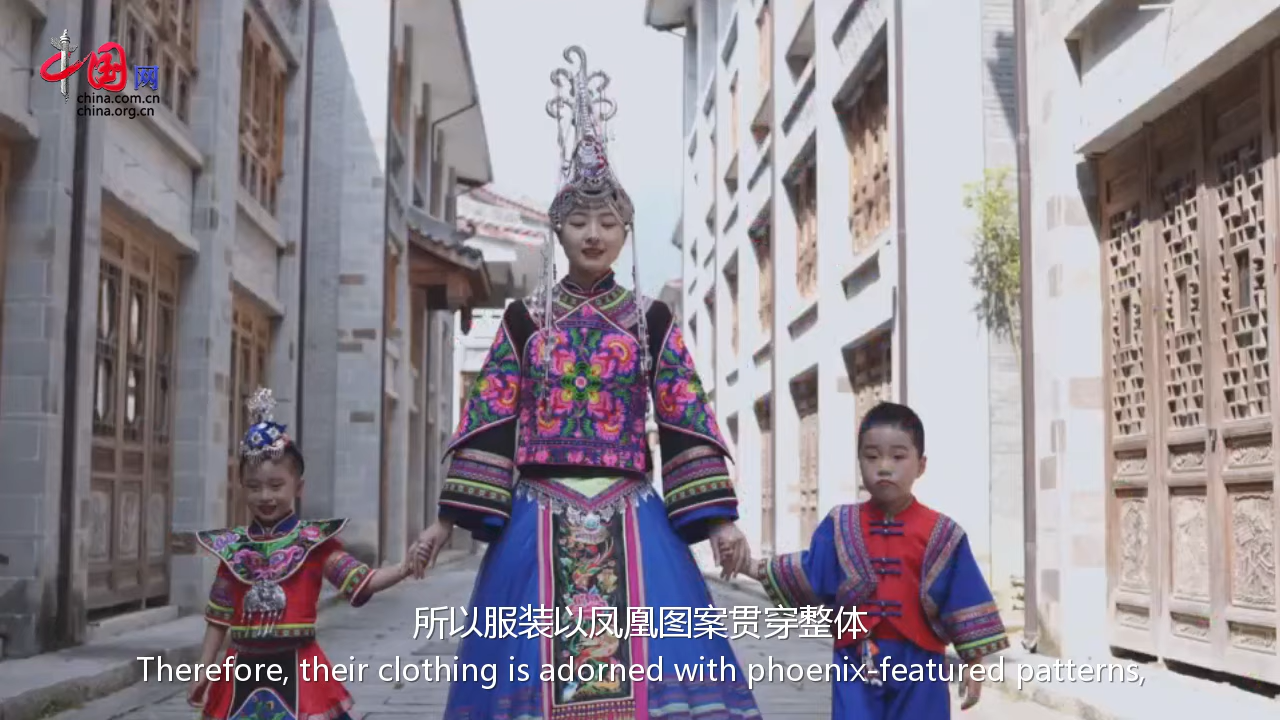 中国网
china.com.cn
china.org.cn
所以服装以凤凰图案贯穿整体
Therefore, their clothing is adorned with phoenix-featured patterns,